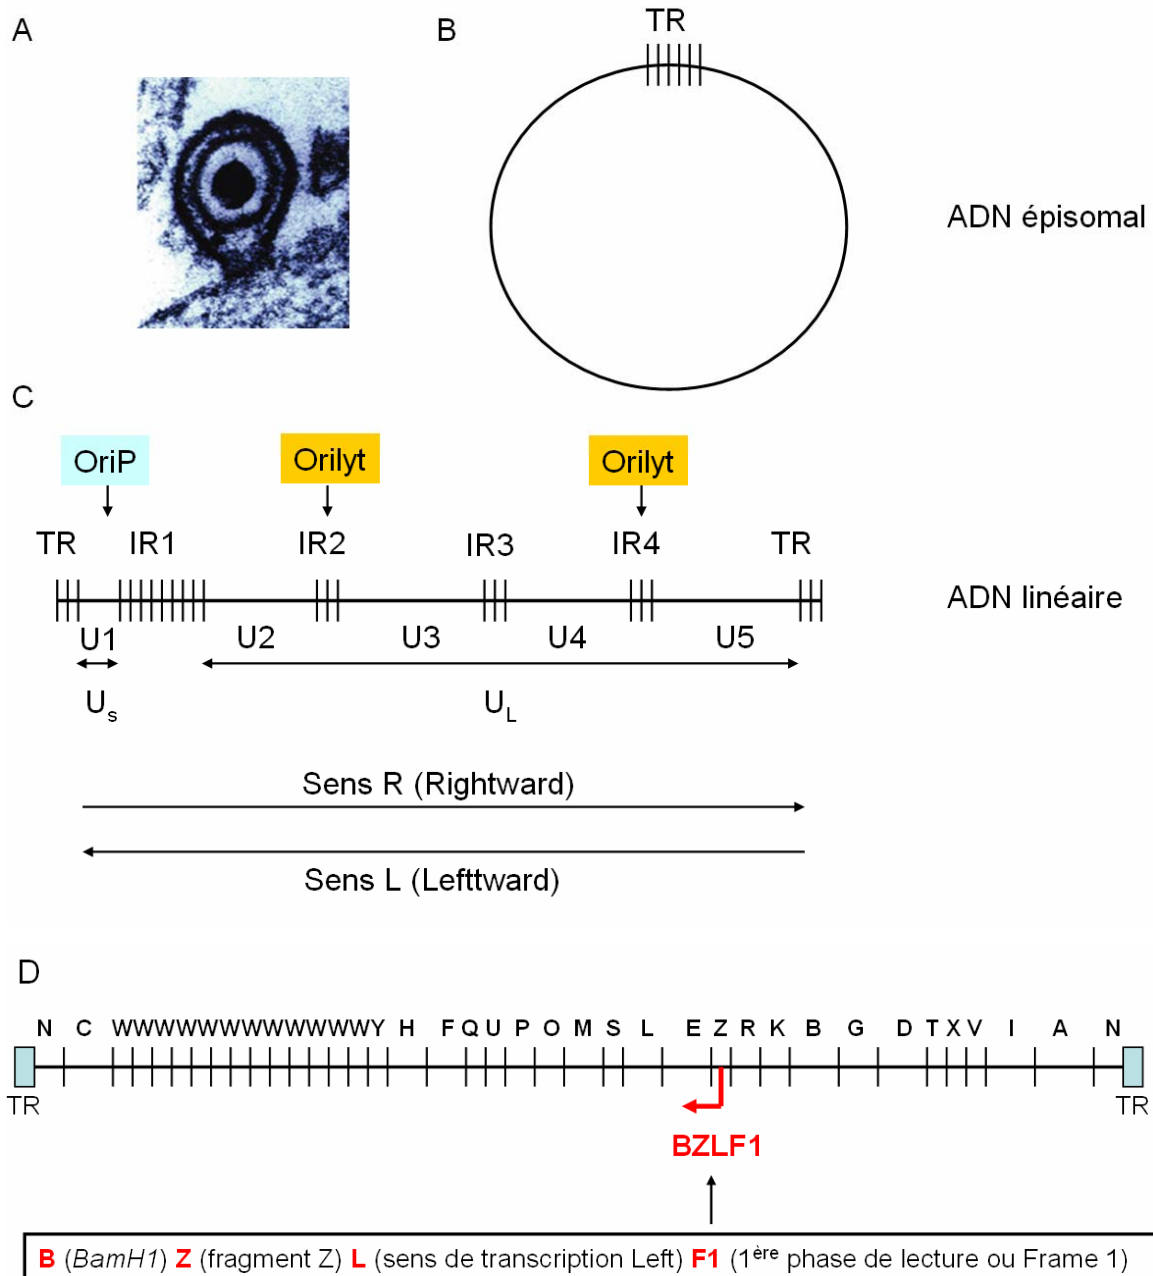 A
B
TR
ADN épisomal
C
OriP Orilyt Orilyt
TR IR1 IR2 IR3 IR4 TR
ADN linéaire
U1 U2 U3 U4 U5
Us UL
Sens R (Rightward)
Sens L (Lefttward)
D
N C WWWWWWWWWWWWY H F Q U P O M S L E Z R K B G D T X V I A N
TR TR
BZLF1
B (BamH1) Z (fragment Z) L (sens de transcription Left) F1 (1ère phase de lecture ou Frame 1)